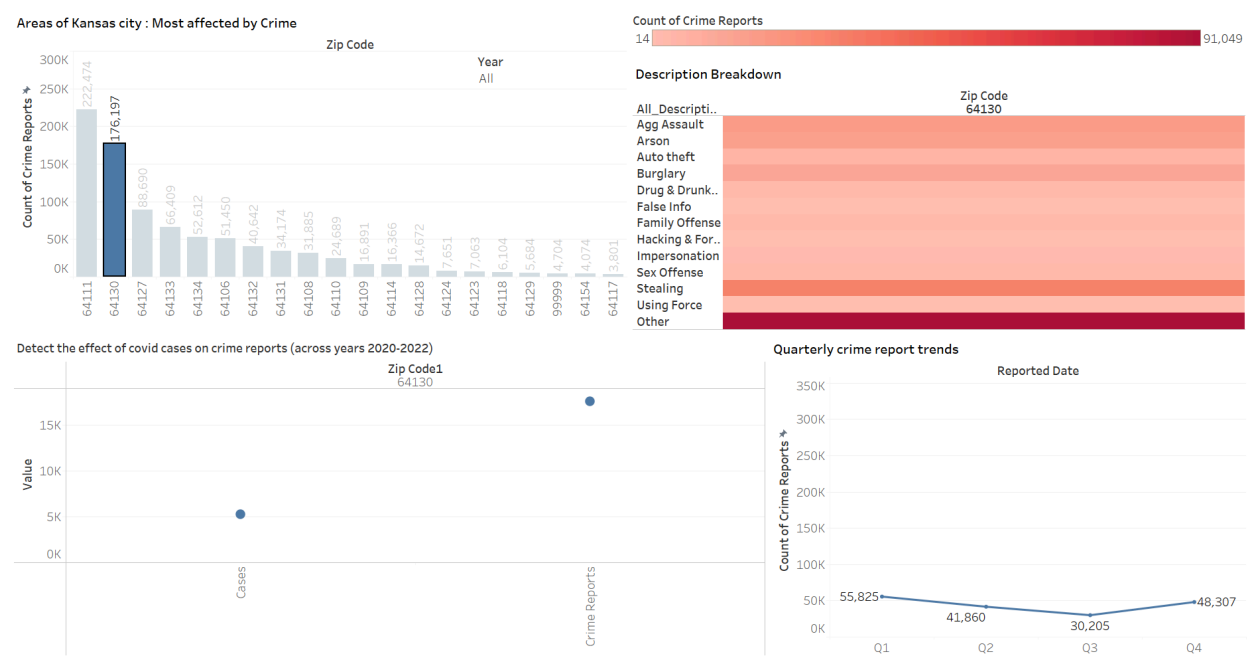 Areas of Kansas city : Most affected by Crime
Zip Code
Year
All
Count of Crime Reports
300K
250K
200K
150K
100K
50K
0K
222,474
176,197
88,690
66,409
52,612
51,450
40,642
34,174
31,885
24,689
16,891
16,366
14,672
7,651
7,063
6,104
5,684
4,704
4,074
3,801
64111
64130
64127
64133
64134
64106
64132
64131
64108
64110
64109
64114
64128
64124
64123
64118
64129
99999
64154
64117
Count of Crime Reports
14
91,049
Description Breakdown
Zip Code
All_Descripti..
64130
Agg Assault
Arson
Auto theft
Burglary
Drug & Drunk..
False Info
Family Offense
Hacking & For..
Impersonation
Sex Offense
Stealing
Using Force
Other
Detect the effect of covid cases on crime reports (across years 2020-2022)
Zip Code1
64130
Value
15K
10K
5K
0K
Cases
Crime Reports
Quarterly crime report trends
Reported Date
Count of Crime Reports
350K
300K
250K
200K
150K
100K
50K
0K
55,825
41,860
30,205
48,307
Q1
Q2
Q3
Q4